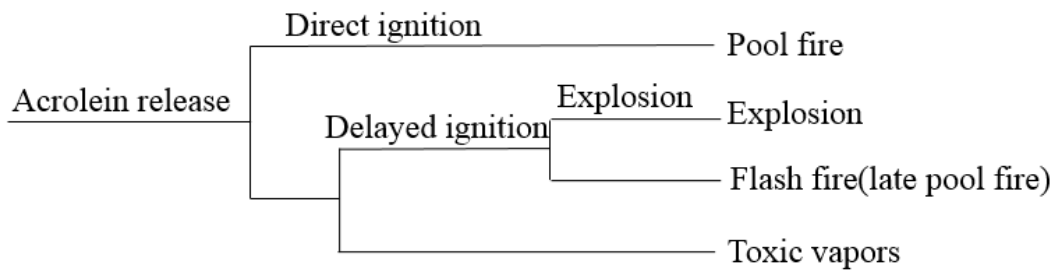 Direct ignition
Pool fire
Acrolein release
Explosion
Explosion
Delayed ignition
Flash fire(late pool fire)
Toxic vapors